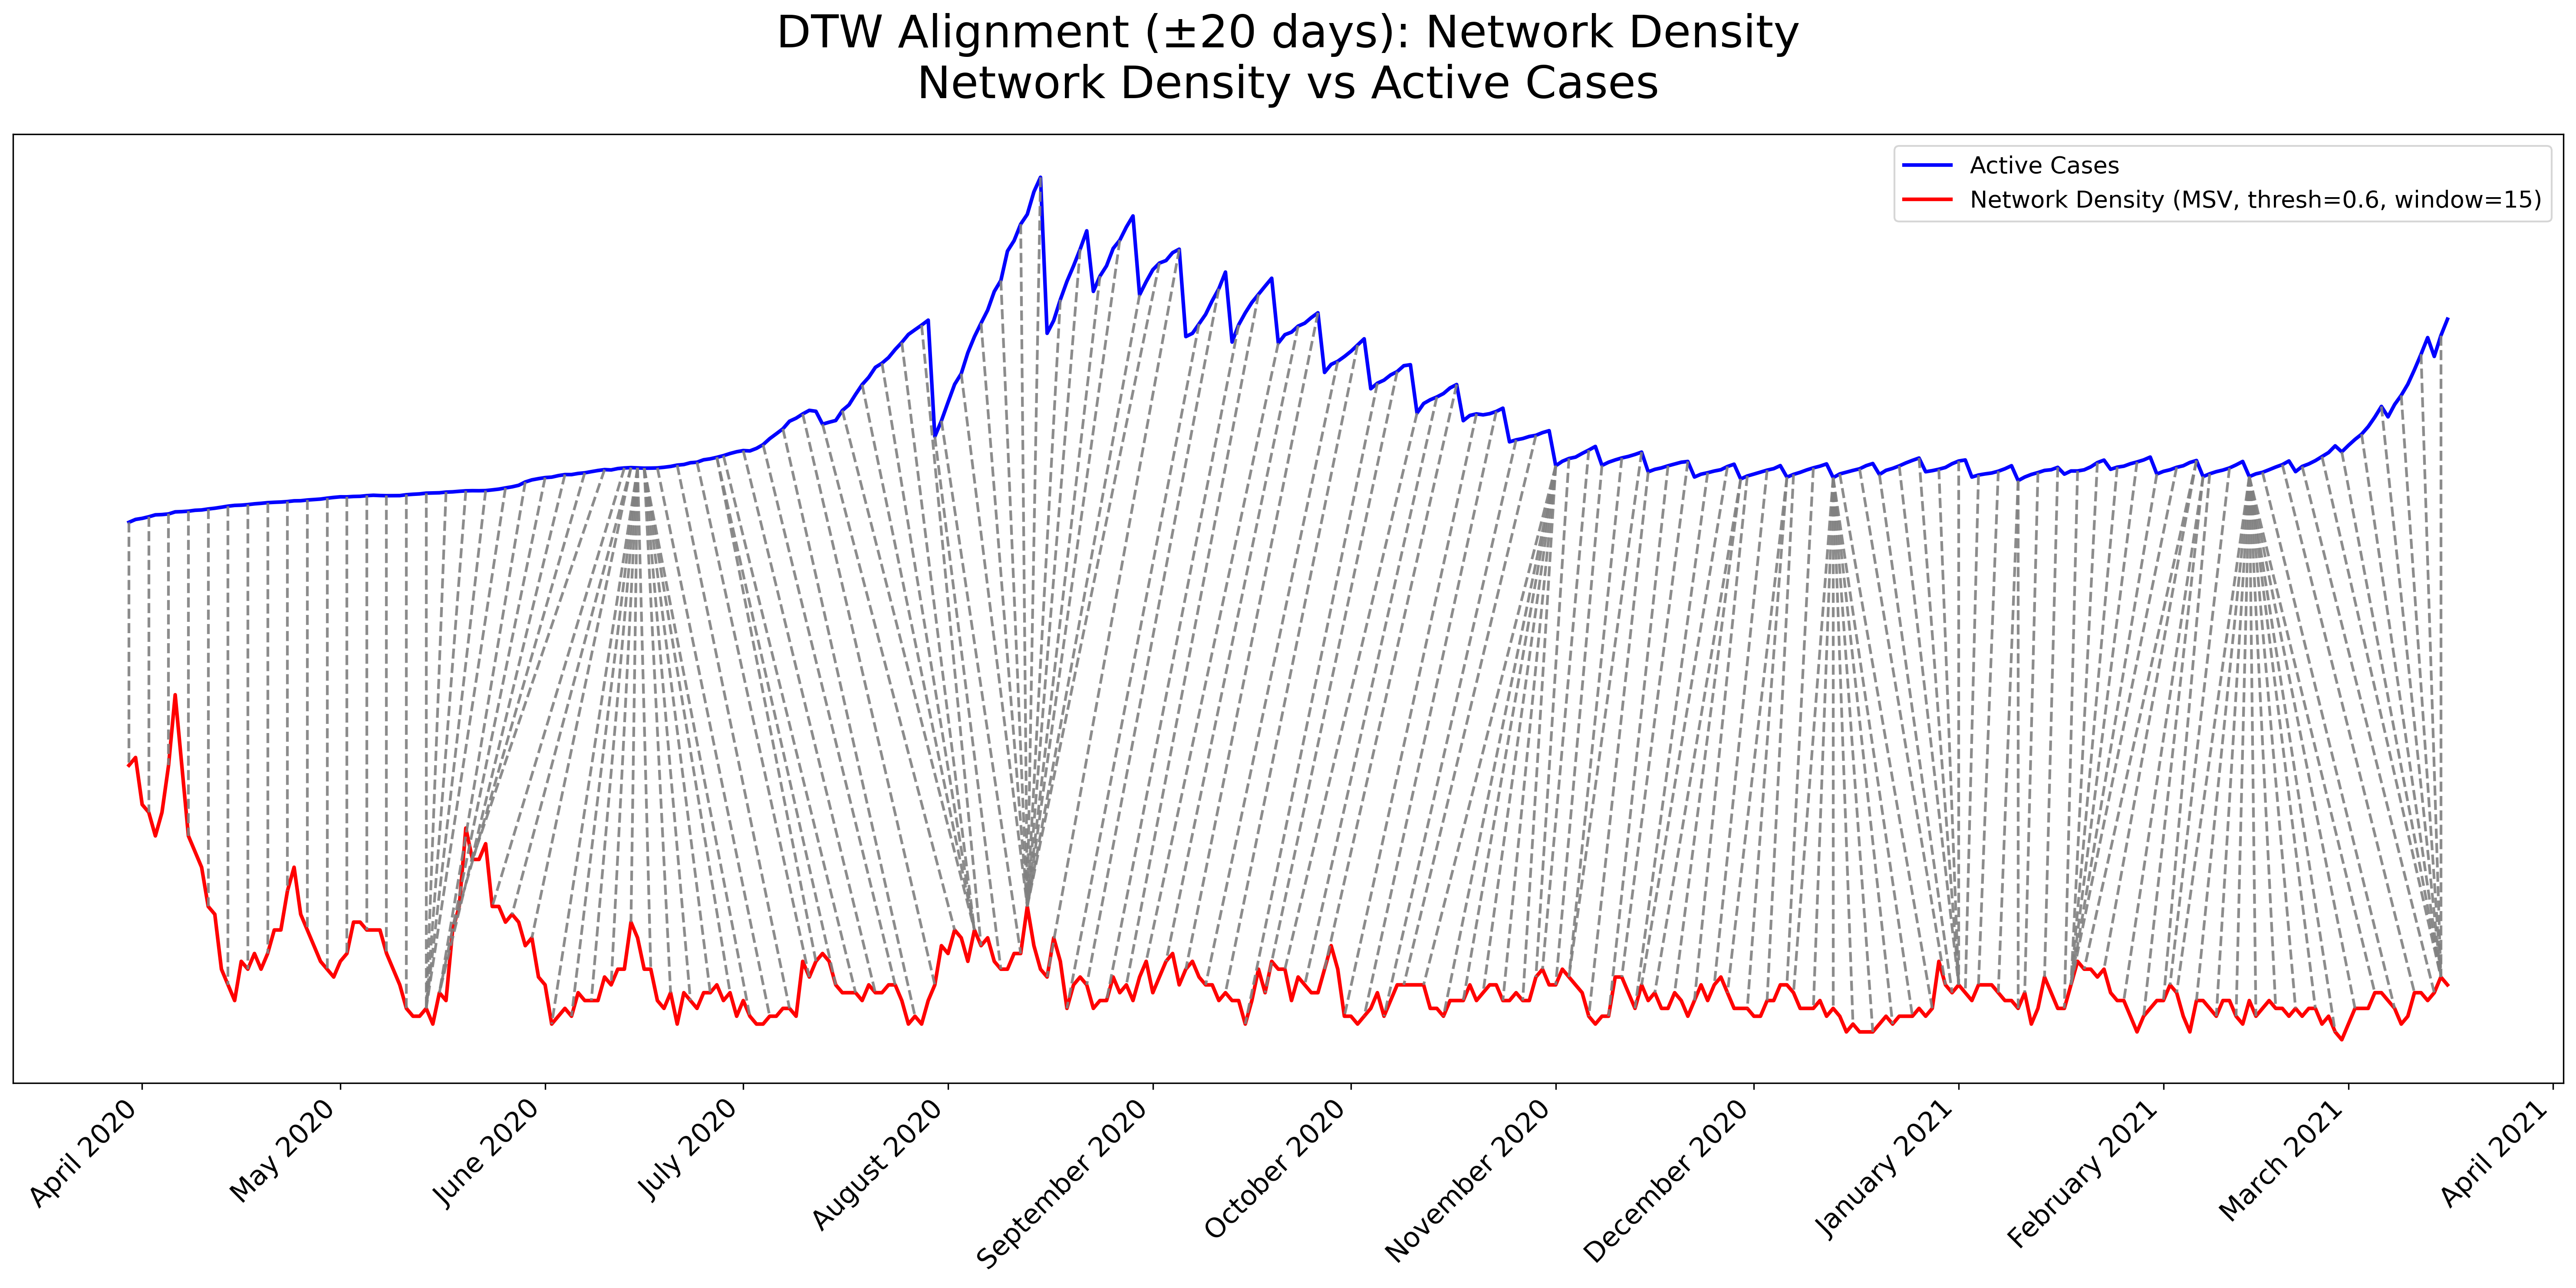 DTW Alignment (±20 days): Network Density
Network Density vs Active Cases
Active Cases
Network Density (MSV, thresh=0.6, window=15)
April 2020
May 2020
June 2020
July 2020
August 2020
September 2020
October 2020
November 2020
December 2020
January 2021
February 2021
March 2021
April 2021